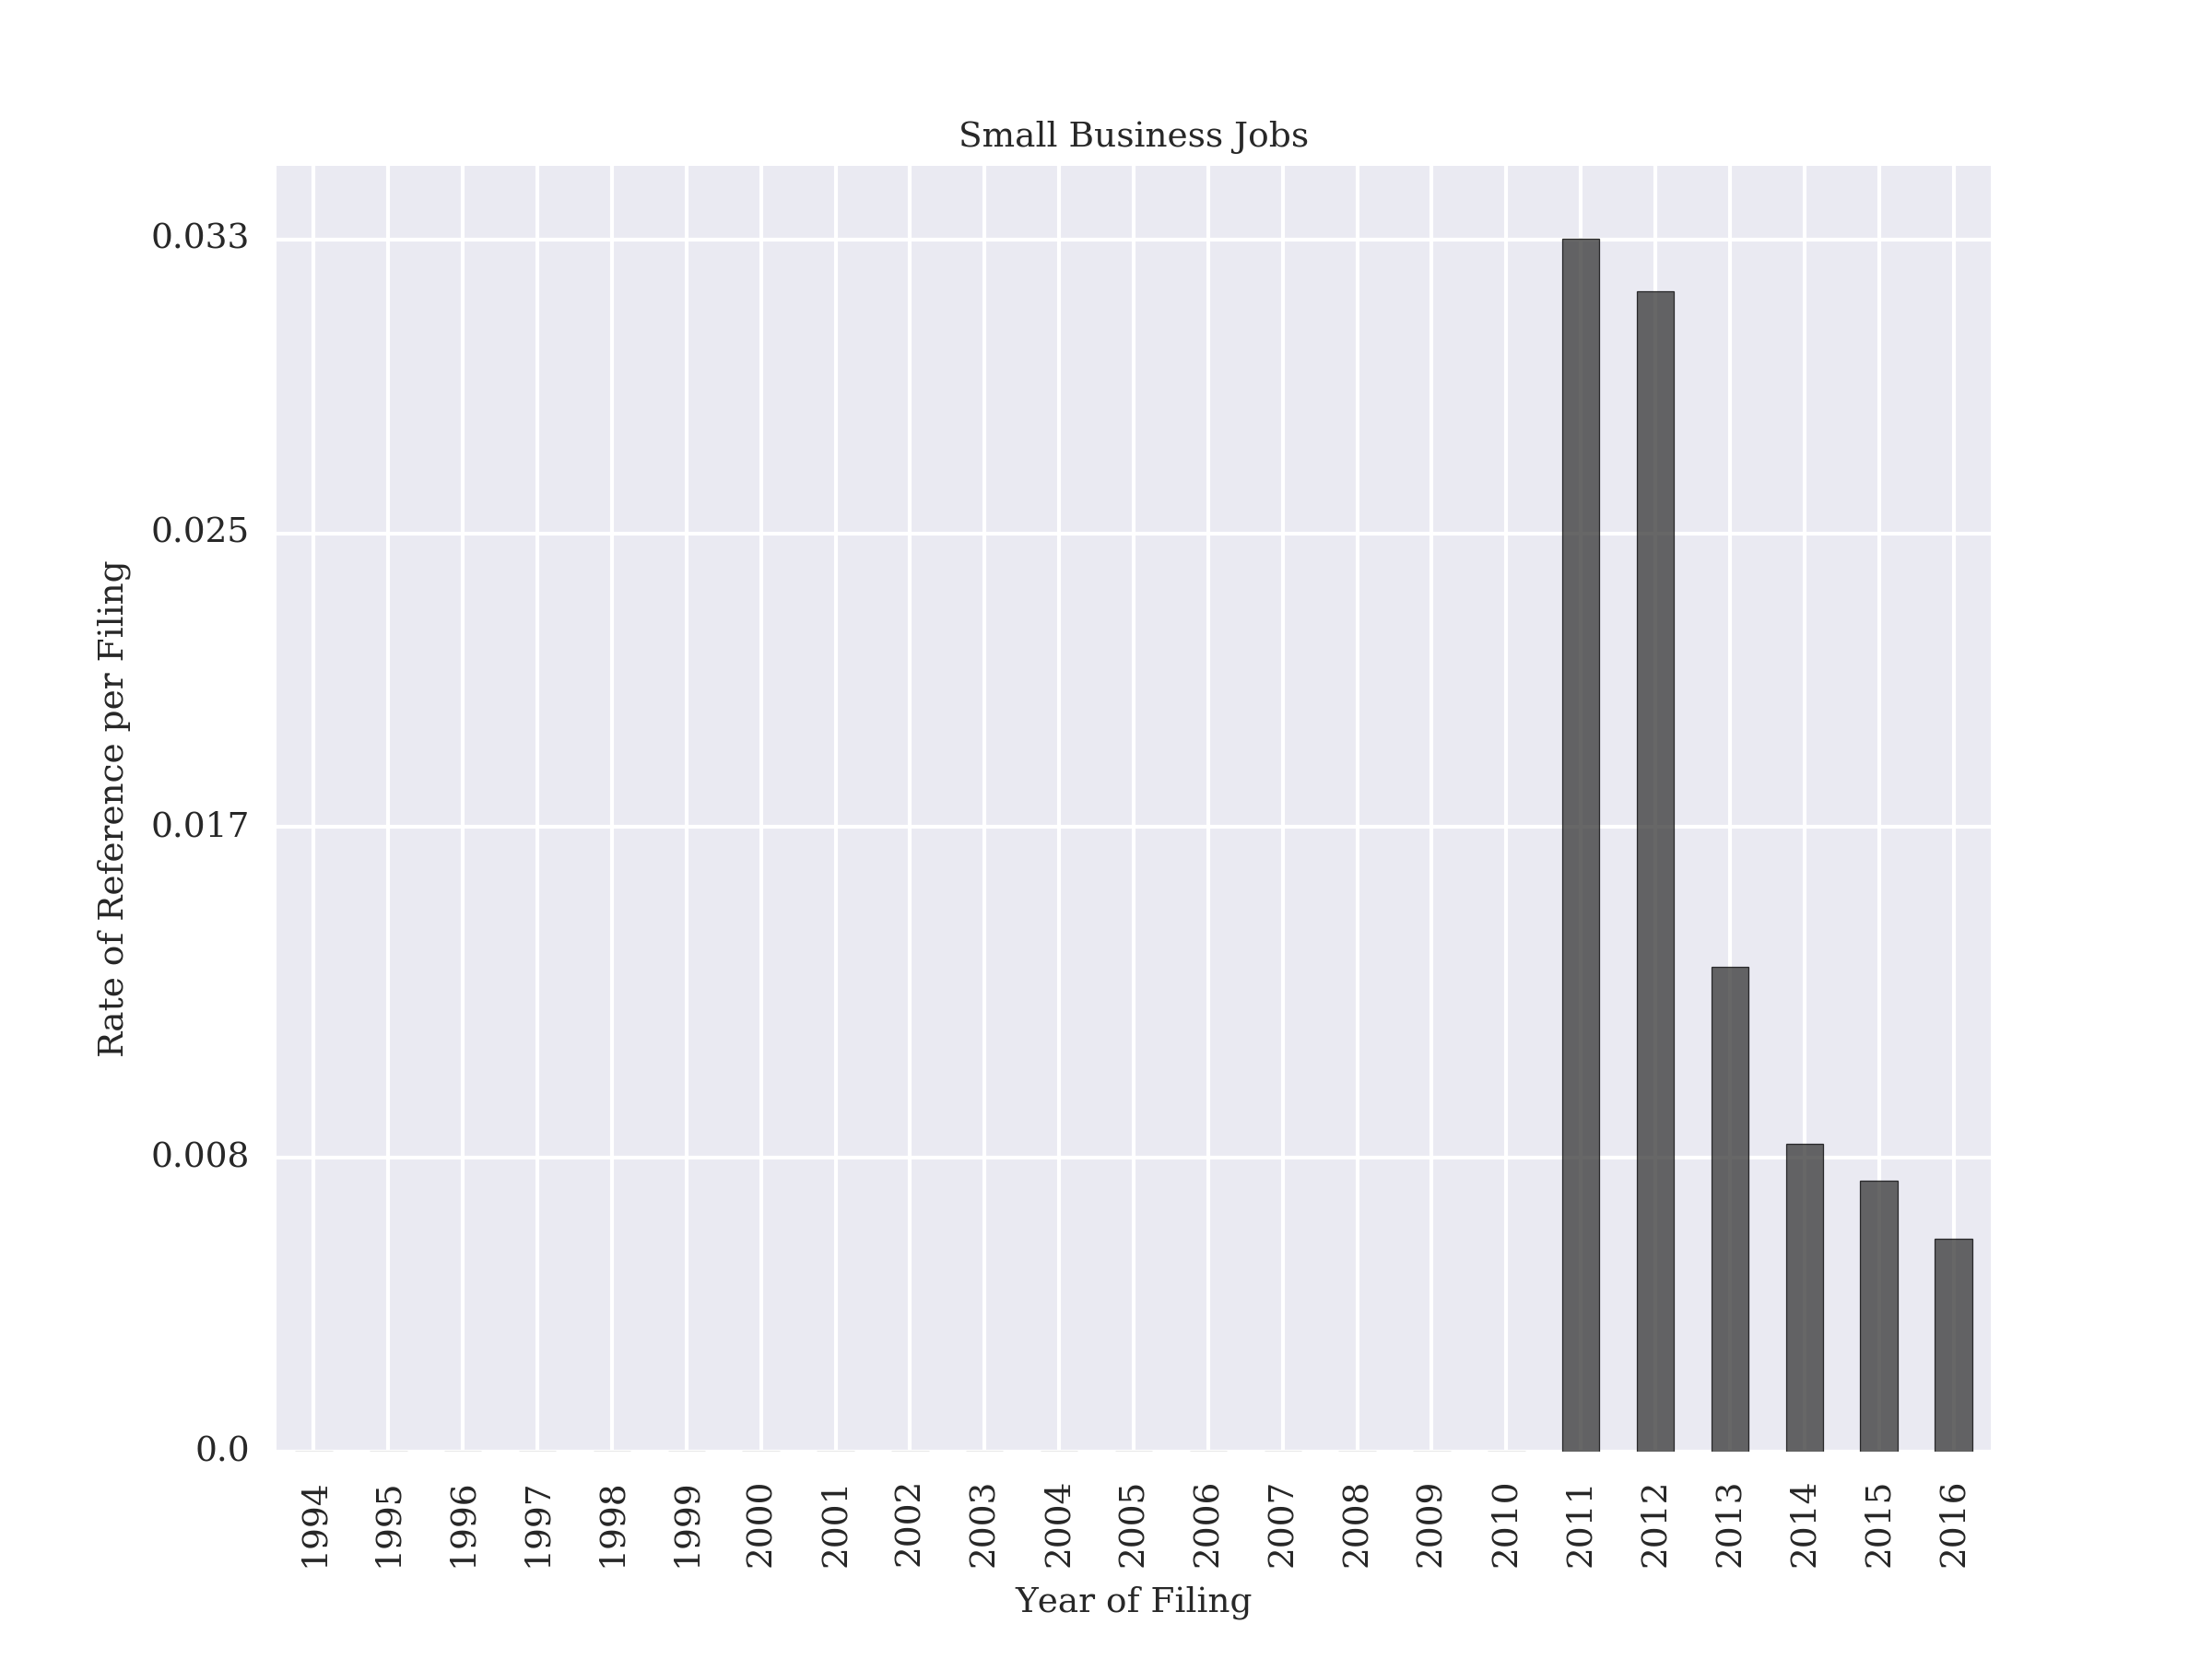 Small Business Jobs
Rate of Reference per Filing
0.033
0.025
0.017
0.008
0.0
1994 1995 1996 1997 1998 1999 2000 2001 2002 2003 2004 2005 2006 2007 2008 2009 2010 2011 2012 2013 2014 2015 2016
Year of Filing